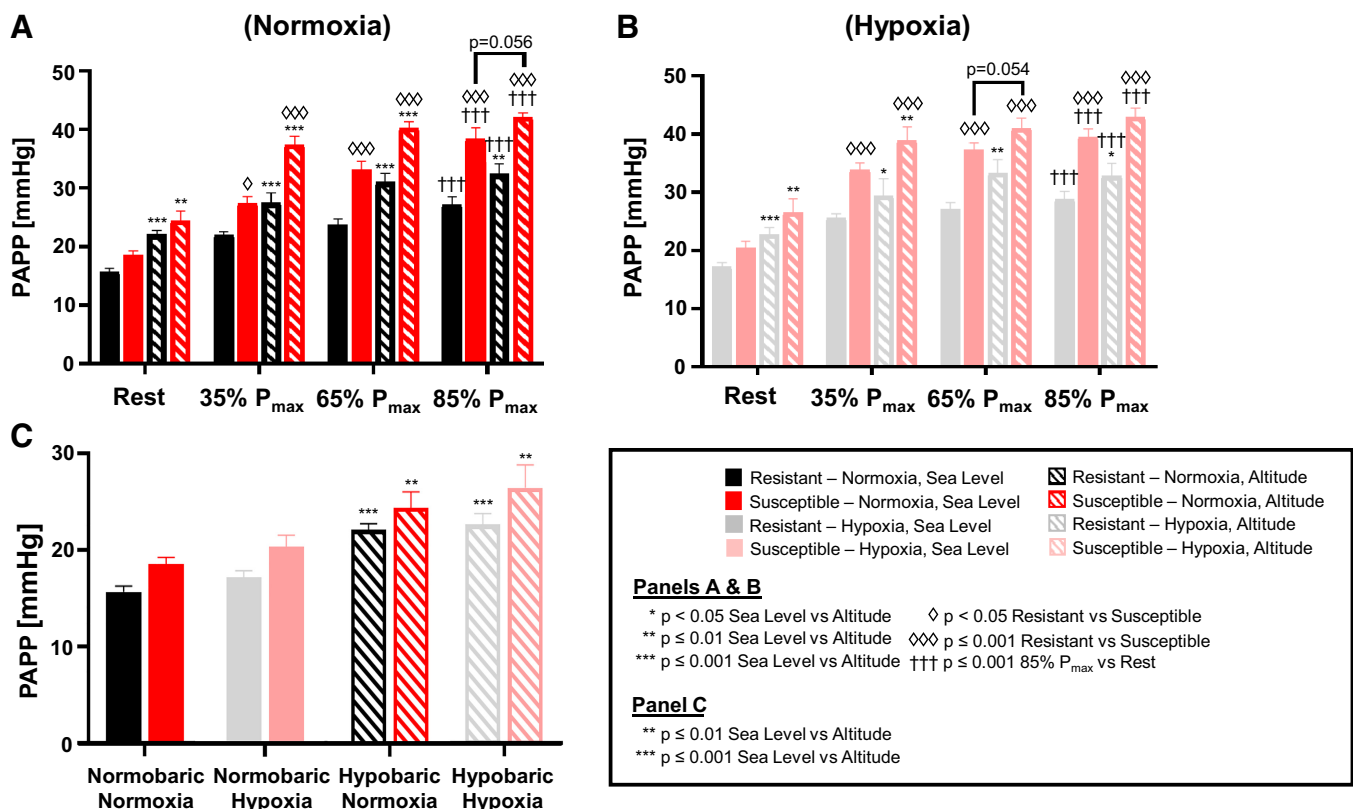 A
(Normoxia)
p=0.056
PAPP [mmHg]
50
40
30
20
10
0
***
**
◊
***
◊◊◊
***
◊◊◊
***
◊◊◊
***
†††
◊◊◊
†††
†††
**
◊◊◊
†††
Rest
35% Pmax
65% Pmax
85% Pmax
B
(Hypoxia)
p=0.054
PAPP [mmHg]
50
40
30
20
10
0
***
**
◊◊◊
*
◊◊◊
**
◊◊◊
**
◊◊◊
†††
◊◊◊
†††
†††
*
◊◊◊
†††
Rest
35% Pmax
65% Pmax
85% Pmax
C
PAPP [mmHg]
30
20
10
0
***
**
***
**
Normobaric
Normoxia
Normobaric
Hypoxia
Hypobaric
Normoxia
Hypobaric
Hypoxia
Resistant – Normoxia, Sea Level
Susceptible – Normoxia, Sea Level
Resistant – Hypoxia, Sea Level
Susceptible – Hypoxia, Sea Level
Resistant – Normoxia, Altitude
Susceptible – Normoxia, Altitude
Resistant – Hypoxia, Altitude
Susceptible – Hypoxia, Altitude
Panels A & B
* p < 0.05 Sea Level vs Altitude
** p ≤ 0.01 Sea Level vs Altitude
*** p ≤ 0.001 Sea Level vs Altitude
◊ p < 0.05 Resistant vs Susceptible
◊◊◊ p ≤ 0.001 Resistant vs Susceptible
††† p ≤ 0.001 85% Pmax vs Rest
Panel C
** p ≤ 0.01 Sea Level vs Altitude
*** p ≤ 0.001 Sea Level vs Altitude